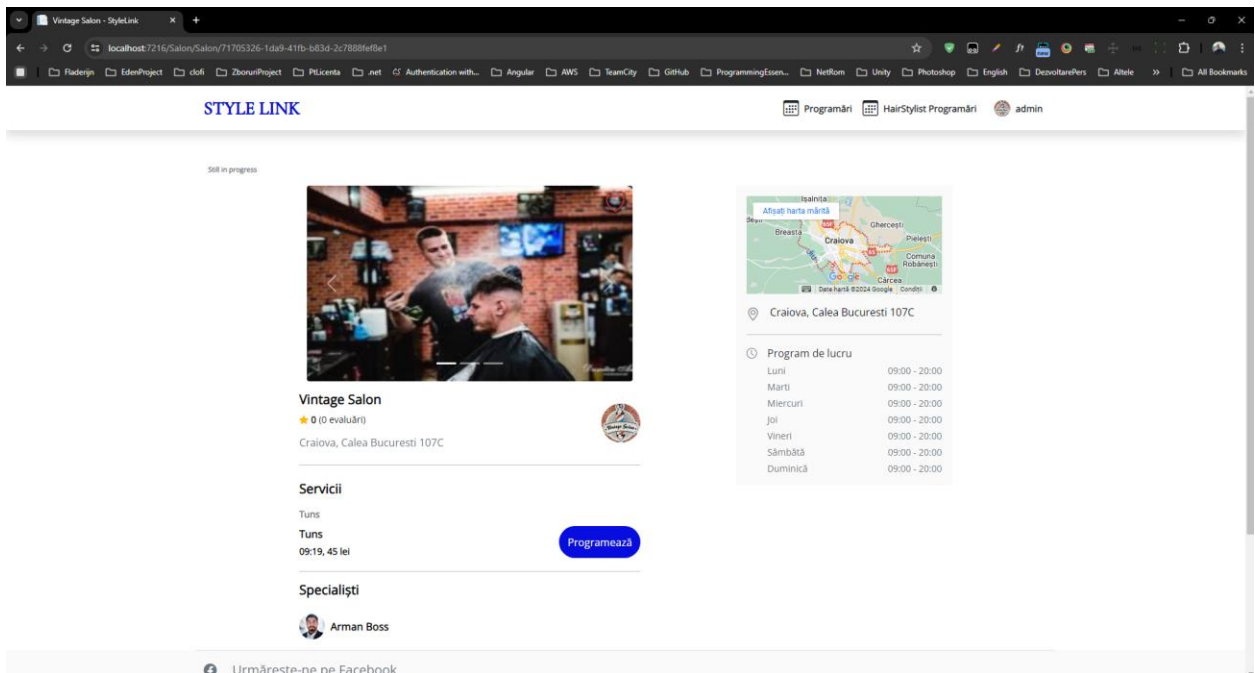 Vintage Salon - StyleLink
localhost:7216/Salon/Salon/71705326-1da9-41fb-b83d-2c7888fef8e1
Fladerijn EdenProject clofi ZboruriProject PtLicenta .net Authentication with... Angular AWS TeamCity GitHub ProgrammingEssen... NetRom Unity Photoshop English DezvoltarePers Altele All Bookmarks
STYLE LINK
Programări HairStylist Programări admin
Still in progress
Vintage Salon
0 (0 evaluări)
Craiova, Calea Bucuresti 107C
Servicii
Tuns
Tuns
09:19, 45 lei
Programează
Specialiști
Arman Boss
Ișalnița
Afișați harta mărită
Breasta
Ghercești
Craiova
Pielești
Comuna
Robănești
Cârcea
Google
Date hartă ©2024 Google Condiții
Craiova, Calea Bucuresti 107C
Program de lucru
Luni 09:00 - 20:00
Marti 09:00 - 20:00
Miercuri 09:00 - 20:00
Joi 09:00 - 20:00
Vineri 09:00 - 20:00
Sâmbătă 09:00 - 20:00
Duminică 09:00 - 20:00
Urmărește-ne pe Facebook